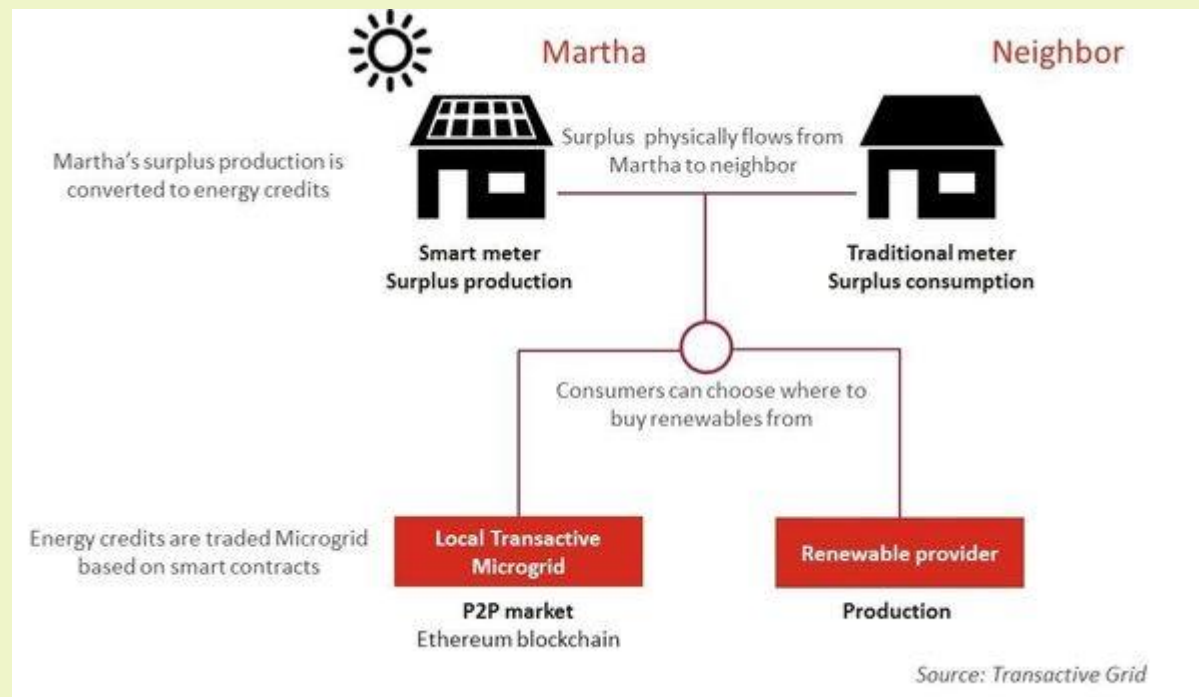 Martha
Neighbor
Martha's surplus production is
converted to energy credits
Surplus physically flows from
Martha to neighbor
Smart meter
Surplus production
Traditional meter
Surplus consumption
Consumers can choose where to
buy renewables from
Energy credits are traded Microgrid
based on smart contracts
Local Transactive
Microgrid
Renewable provider
P2P market
Ethereum blockchain
Production
Source: Transactive Grid